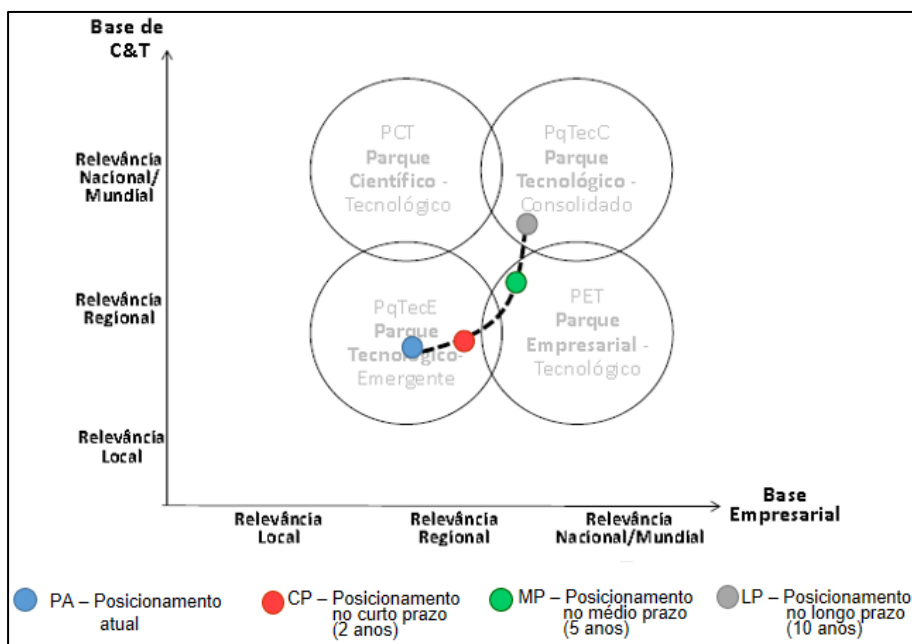 Base de
C&T
Relevância
Nacional/
Mundial
PCT
Parque
Científico -
Tecnológico
PqTecC
Parque
Tecnológico -
Consolidado
Relevância
Regional
PqTecE
Parque
Tecnológico-
Emergente
PET
Parque
Empresarial -
Tecnológico
Relevância
Local
Relevância
Local
Relevância
Regional
Relevância
Nacional/Mundial
Base
Empresarial
PA – Posicionamento
atual
CP – Posicionamento
no curto prazo
(2 anos)
MP – Posicionamento
no médio prazo
(5 anos)
LP – Posicionamento
no longo prazo
(10 anos)